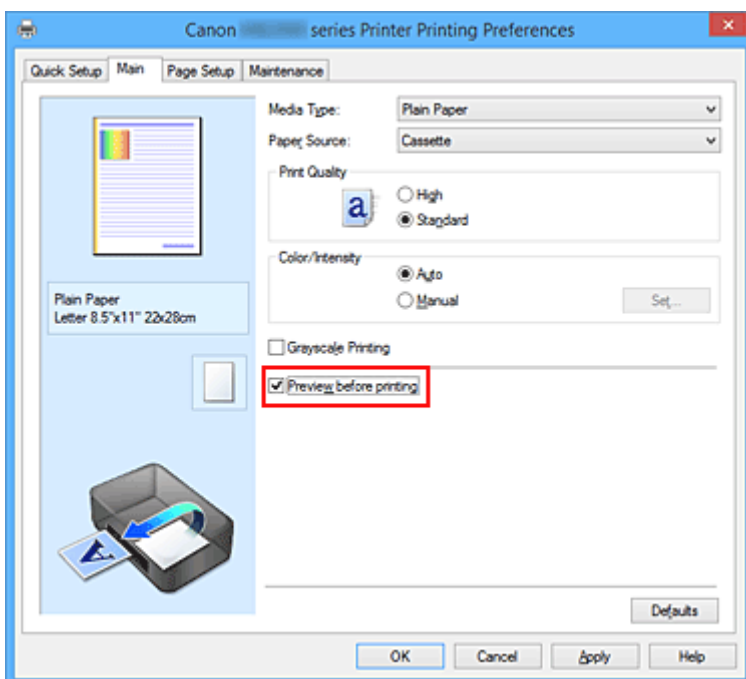 Canon series Printer Printing Preferences
Quick Setup Main Page Setup Maintenance
Media Type: Plain Paper
Paper Source: Cassette
Print Quality
a
High
Standard
Color/Intensity
Auto
Manual Set...
Plain Paper
Letter 8.5"x11" 22x28cm
Grayscale Printing
Preview before printing
A
Defaults
OK Cancel Apply Help